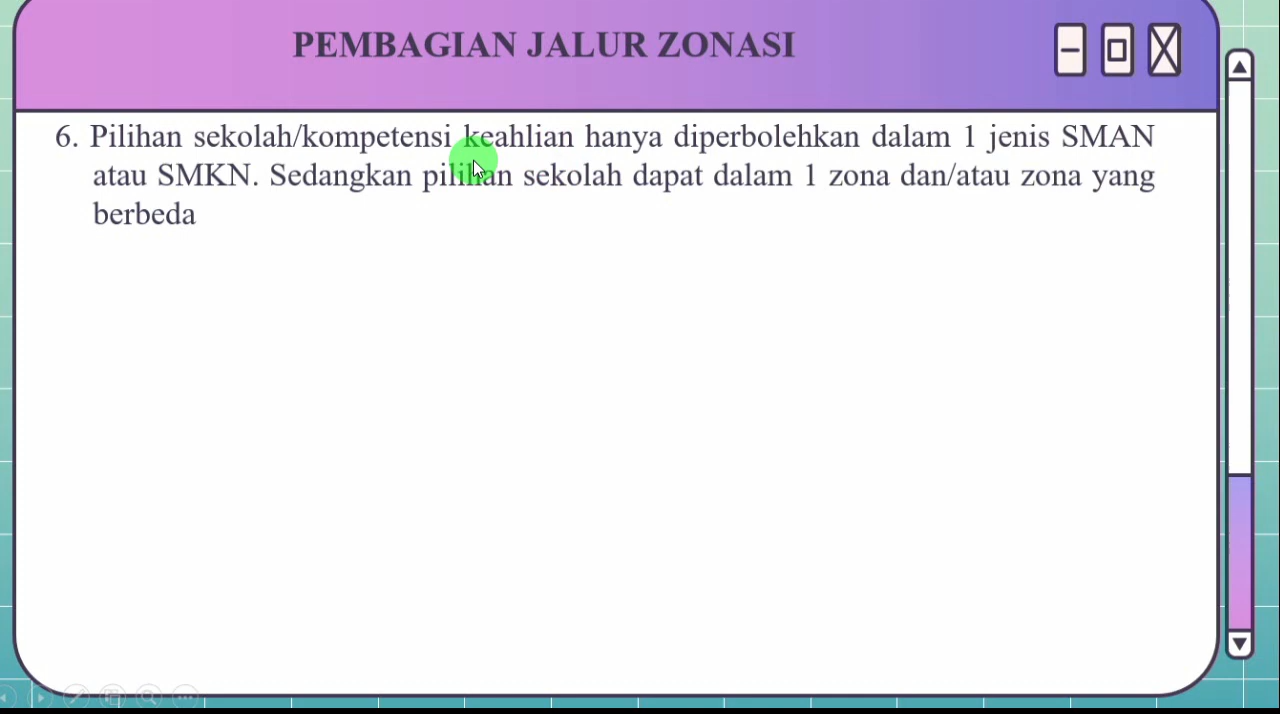 PEMBAGIAN JALUR ZONASI
6. Pilihan sekolah/kompetensi keahlian hanya diperbolehkan dalam 1 jenis SMAN
atau SMKN. Sedangkan pilihan sekolah dapat dalam 1 zona dan/atau zona yang
berbeda